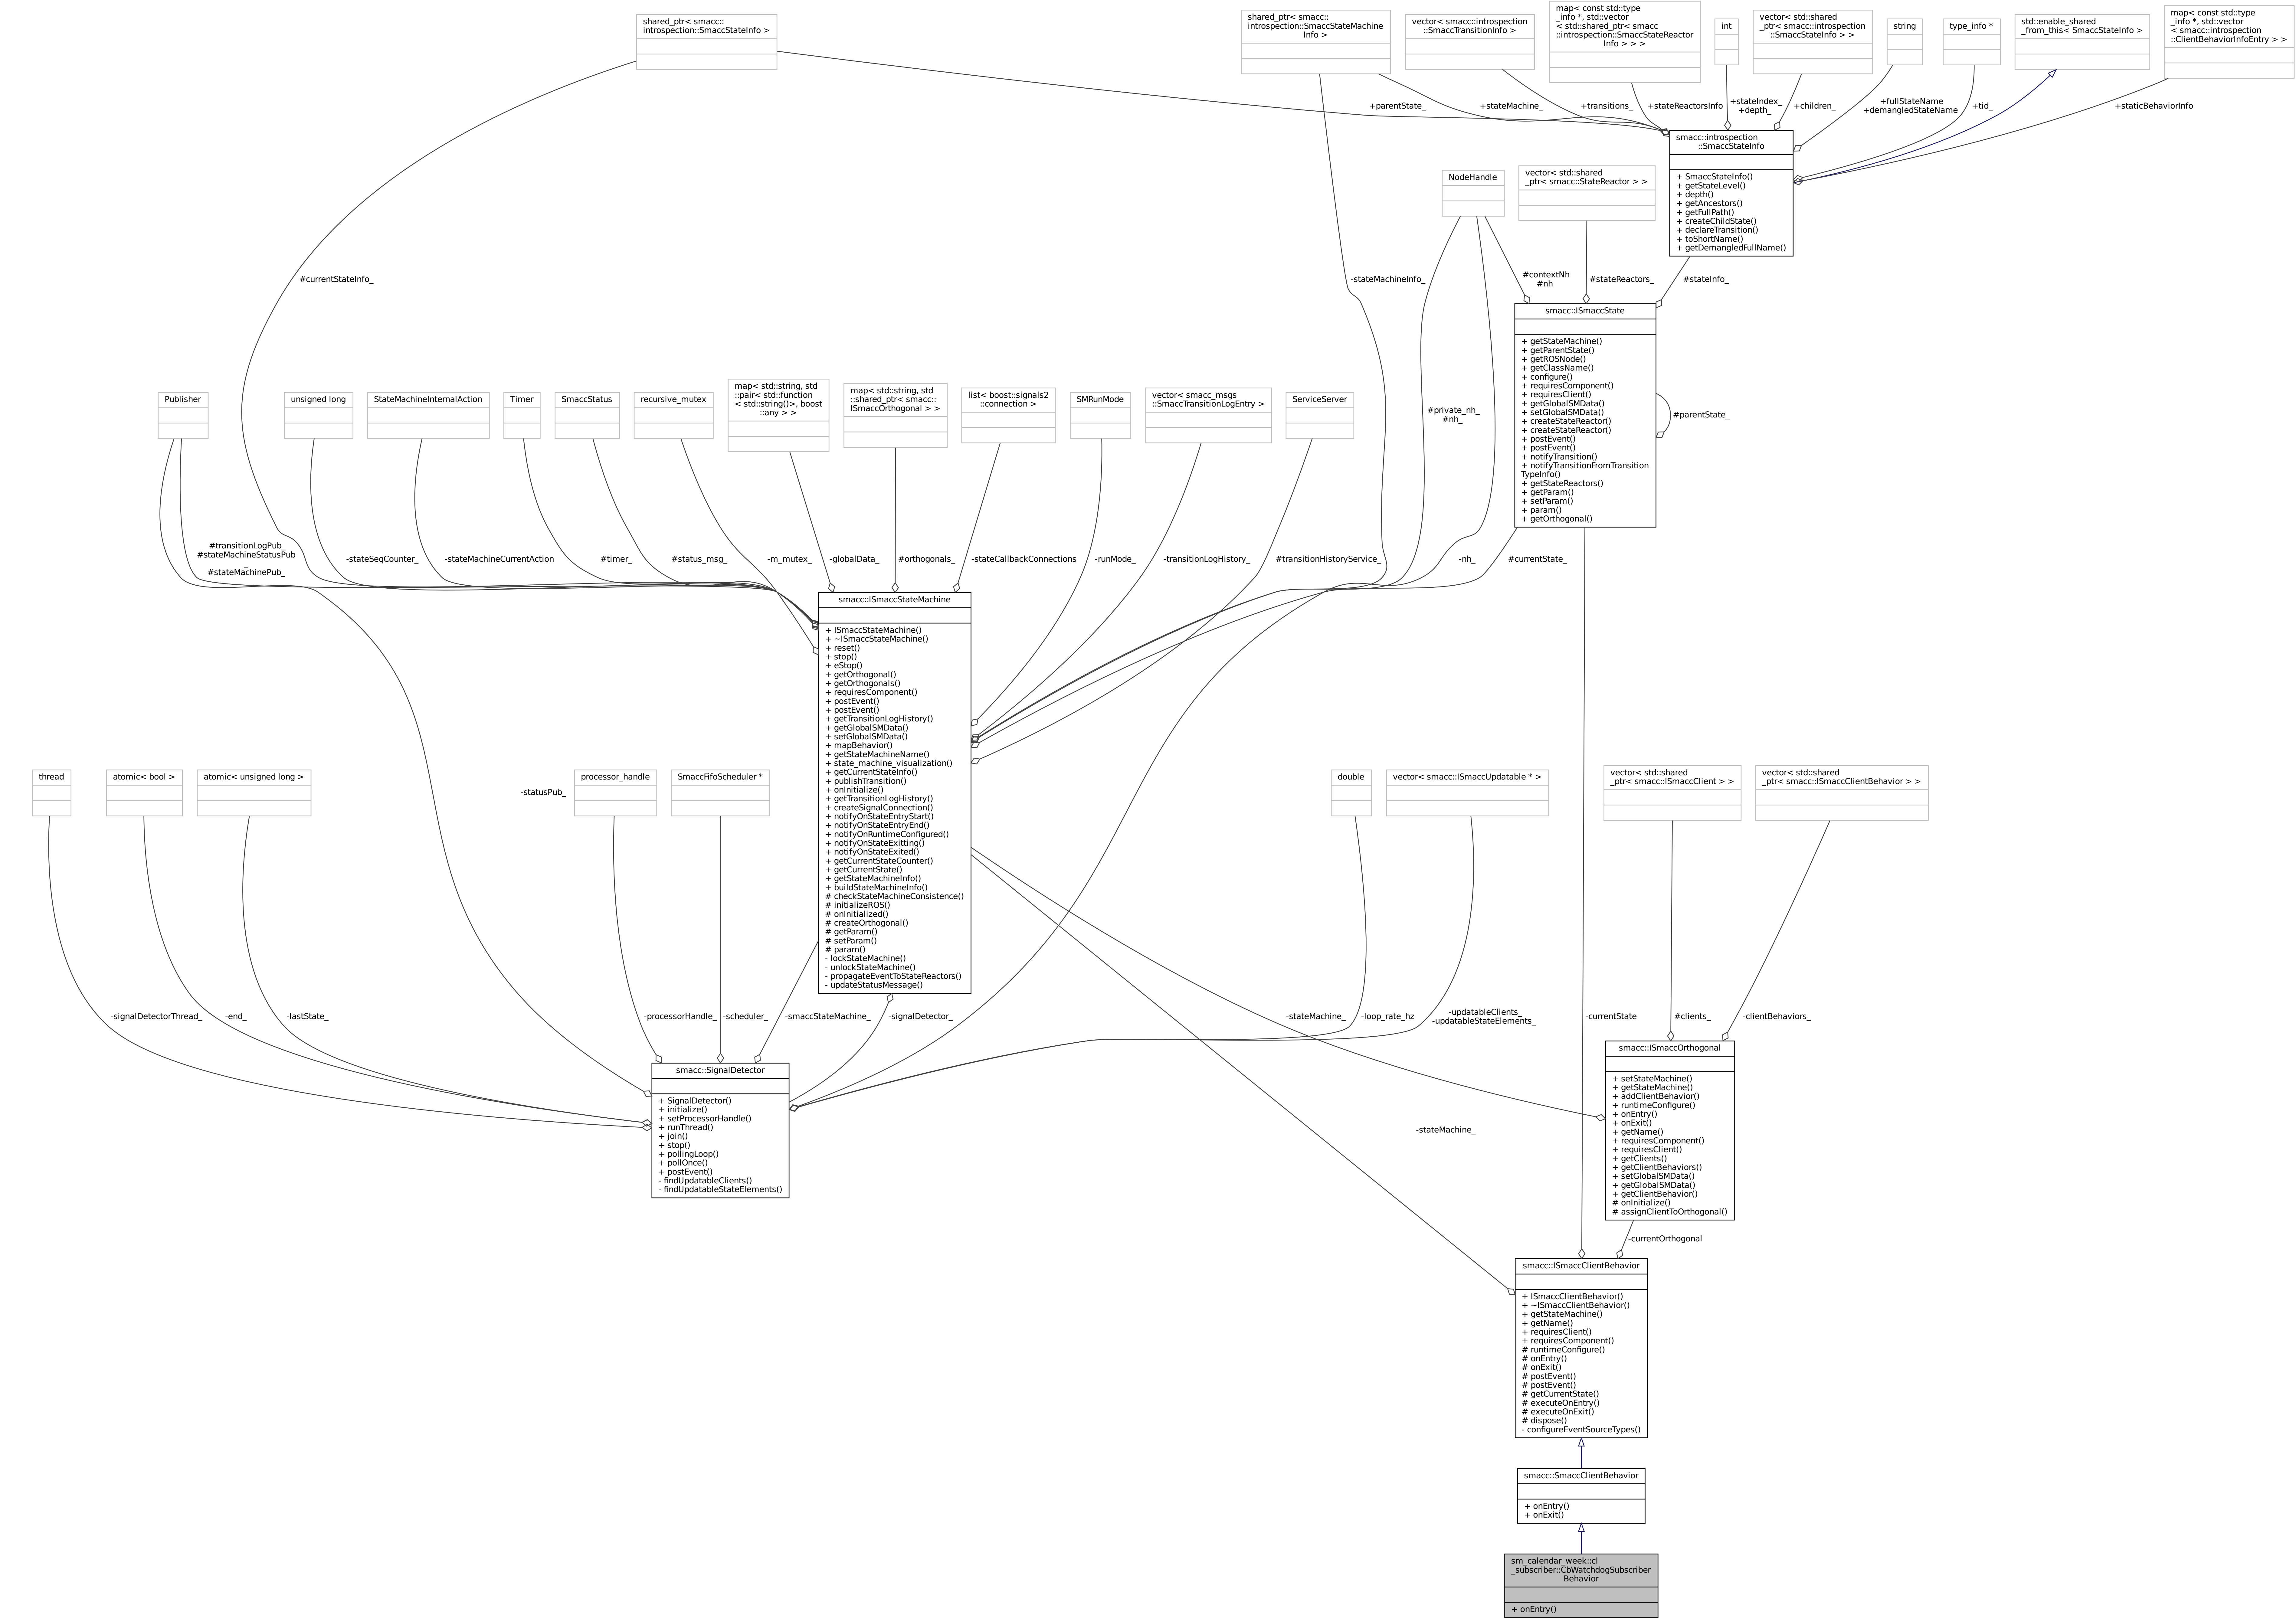 shared_ptr< smacc::
introspection::SmaccStateInfo >
shared_ptr< smacc::
introspection::SmaccStateMachine
Info >
vector< smacc::introspection
::SmaccTransitionInfo >
map< const std::type
_info *, std::vector
< std::shared_ptr< smacc
::introspection::SmaccStateReactor
Info > > >
int
vector< std::shared
_ptr< smacc::introspection
::SmaccStateInfo > >
string
type_info *
std::enable_shared
_from_this< SmaccStateInfo >
map< const std::type
_info *, std::vector
< smacc::introspection
::ClientBehaviorInfoEntry > >
+parentState_
+stateMachine_
+transitions_
+stateReactorsInfo
+stateIndex_
+depth_
+children_
+fullStateName
+demangledStateName
+tid_
+staticBehaviorInfo
smacc::introspection
::SmaccStateInfo
+ SmaccStateInfo()
+ getStateLevel()
+ depth()
+ getAncestors()
+ getFullPath()
+ createChildState()
+ declareTransition()
+ toShortName()
+ getDemangledFullName()
NodeHandle
vector< std::shared
_ptr< smacc::StateReactor > >
#currentStateInfo_
-stateMachineInfo_
#contextNh
#nh
#stateReactors_
#stateInfo_
smacc::ISmaccState
+ getStateMachine()
+ getParentState()
+ getROSNode()
+ getClassName()
+ configure()
+ requiresComponent()
+ requiresClient()
+ getGlobalSMData()
+ setGlobalSMData()
+ createStateReactor()
+ createStateReactor()
+ postEvent()
+ postEvent()
+ notifyTransition()
+ notifyTransitionFromTransition
TypeInfo()
+ getStateReactors()
+ getParam()
+ setParam()
+ param()
+ getOrthogonal()
#parentState_
Publisher
unsigned long
StateMachineInternalAction
Timer
SmaccStatus
recursive_mutex
map< std::string, std
::pair< std::function
< std::string()>, boost
::any > >
map< std::string, std
::shared_ptr< smacc::
ISmaccOrthogonal > >
list< boost::signals2
::connection >
SMRunMode
vector< smacc_msgs
::SmaccTransitionLogEntry >
ServiceServer
#private_nh_
#nh_
#transitionLogPub_
#stateMachineStatusPub
_
#stateMachinePub_
-stateSeqCounter_
-stateMachineCurrentAction
#timer_
#status_msg_
-m_mutex_
-globalData_
#orthogonals_
-stateCallbackConnections
-runMode_
-transitionLogHistory_
#transitionHistoryService_
-nh_
#currentState_
smacc::ISmaccStateMachine
+ ISmaccStateMachine()
+ ~ISmaccStateMachine()
+ reset()
+ stop()
+ eStop()
+ getOrthogonal()
+ getOrthogonals()
+ requiresComponent()
+ postEvent()
+ postEvent()
+ getTransitionLogHistory()
+ getGlobalSMData()
+ setGlobalSMData()
+ mapBehavior()
+ getStateMachineName()
+ state_machine_visualization()
+ getCurrentStateInfo()
+ publishTransition()
+ onInitialize()
+ getTransitionLogHistory()
+ createSignalConnection()
+ notifyOnStateEntryStart()
+ notifyOnStateEntryEnd()
+ notifyOnRuntimeConfigured()
+ notifyOnStateExitting()
+ notifyOnStateExited()
+ getCurrentStateCounter()
+ getCurrentState()
+ getStateMachineInfo()
+ buildStateMachineInfo()
# checkStateMachineConsistence()
# initializeROS()
# onInitialized()
# createOrthogonal()
# getParam()
# setParam()
# param()
- lockStateMachine()
- unlockStateMachine()
- propagateEventToStateReactors()
- updateStatusMessage()
thread
atomic< bool >
atomic< unsigned long >
-statusPub_
processor_handle
SmaccFifoScheduler *
double
vector< smacc::ISmaccUpdatable * >
vector< std::shared
_ptr< smacc::ISmaccClient > >
vector< std::shared
_ptr< smacc::ISmaccClientBehavior > >
-signalDetectorThread_
-end_
-lastState_
-processorHandle_
-scheduler_
-smaccStateMachine_
-signalDetector_
-stateMachine_
-loop_rate_hz
-updatableClients_
-updatableStateElements_
-currentState
#clients_
-clientBehaviors_
smacc::SignalDetector
+ SignalDetector()
+ initialize()
+ setProcessorHandle()
+ runThread()
+ join()
+ stop()
+ pollingLoop()
+ pollOnce()
+ postEvent()
- findUpdatableClients()
- findUpdatableStateElements()
smacc::ISmaccOrthogonal
+ setStateMachine()
+ getStateMachine()
+ addClientBehavior()
+ runtimeConfigure()
+ onEntry()
+ onExit()
+ getName()
+ requiresComponent()
+ requiresClient()
+ getClients()
+ getClientBehaviors()
+ setGlobalSMData()
+ getGlobalSMData()
+ getClientBehavior()
# onInitialize()
# assignClientToOrthogonal()
-stateMachine_
-currentOrthogonal
smacc::ISmaccClientBehavior
+ ISmaccClientBehavior()
+ ~ISmaccClientBehavior()
+ getStateMachine()
+ getName()
+ requiresClient()
+ requiresComponent()
# runtimeConfigure()
# onEntry()
# onExit()
# postEvent()
# postEvent()
# getCurrentState()
# executeOnEntry()
# executeOnExit()
# dispose()
- configureEventSourceTypes()
smacc::SmaccClientBehavior
+ onEntry()
+ onExit()
sm_calendar_week::cl
_subscriber::CbWatchdogSubscriber
Behavior
+ onEntry()